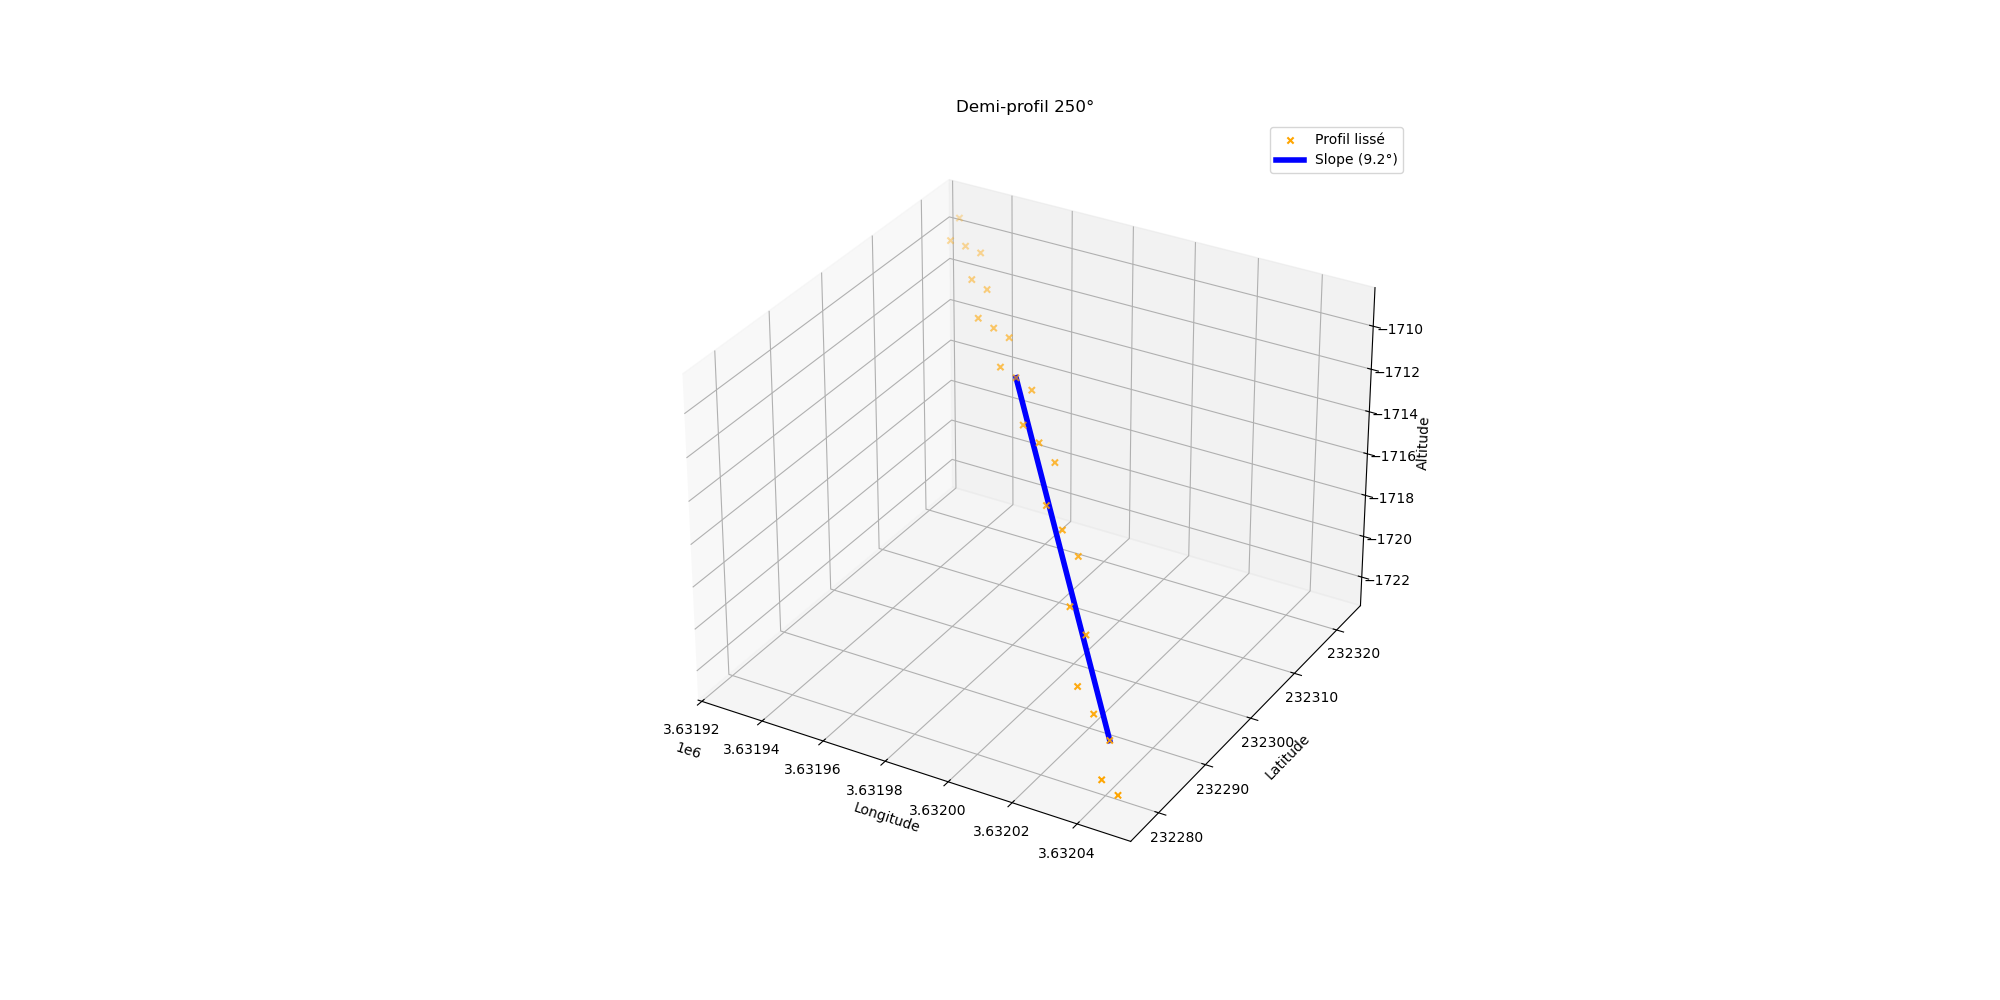 Demi-profil 250°
Profil lissé
Slope (9.2°)
−1710
−1712
−1714
−1716
−1718
−1720
−1722
Altitude
232320
232310
232300
232290
232280
Latitude
3.63192
3.63194
3.63196
3.63198
3.63200
3.63202
3.63204
1e6
Longitude